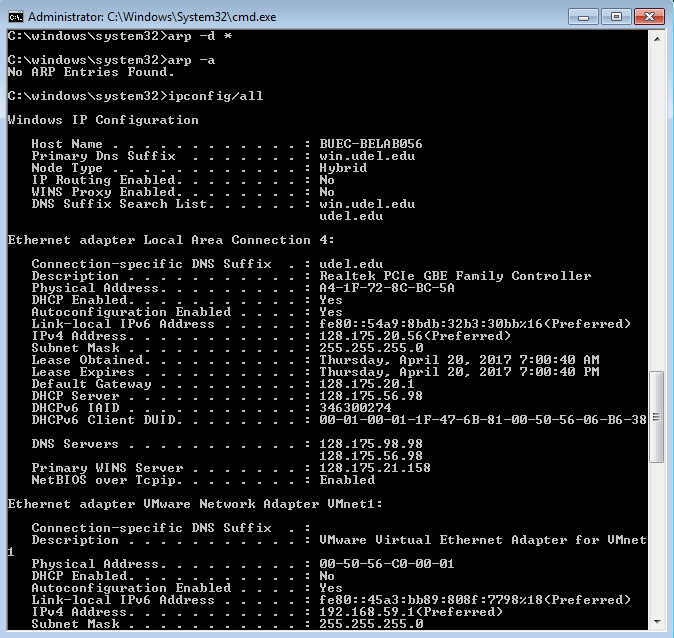 Administrator: C:\Windows\System32\cmd.exe
C:\windows\system32>arp -d *
C:\windows\system32>arp -a
No ARP Entries Found.
C:\windows\system32>ipconfig/all
Windows IP Configuration
Host Name . . . . . . . . . . . . : BUEC-BELAB056
Primary Dns Suffix  . . . . . . . : win.udel.edu
Node Type . . . . . . . . . . . . : Hybrid
IP Routing Enabled. . . . . . . . : No
WINS Proxy Enabled. . . . . . . . : No
DNS Suffix Search List. . . . . . : win.udel.edu
udel.edu
Ethernet adapter Local Area Connection 4:
Connection-specific DNS Suffix  . : udel.edu
Description . . . . . . . . . . . : Realtek PCIe GBE Family Controller
Physical Address. . . . . . . . . : A4-1F-72-8C-BC-5A
DHCP Enabled. . . . . . . . . . . : Yes
Autoconfiguration Enabled . . . . : Yes
Link-local IPv6 Address . . . . . : fe80::54a9:8bdb:32b3:30bb%16(Preferred)
IPv4 Address. . . . . . . . . . . : 128.175.20.56(Preferred)
Subnet Mask . . . . . . . . . . . : 255.255.255.0
Lease Obtained. . . . . . . . . . : Thursday, April 20, 2017 7:00:40 AM
Lease Expires . . . . . . . . . . : Thursday, April 20, 2017 7:00:40 PM
Default Gateway . . . . . . . . . : 128.175.20.1
DHCP Server . . . . . . . . . . . : 128.175.56.98
DHCPv6 IAID . . . . . . . . . . . : 346300274
DHCPv6 Client DUID. . . . . . . . : 00-01-00-01-1F-47-6B-81-00-50-56-06-B6-38
DNS Servers . . . . . . . . . . . : 128.175.98.98
128.175.56.98
Primary WINS Server . . . . . . . : 128.175.21.158
NetBIOS over Tcpip. . . . . . . . : Enabled
Ethernet adapter VMware Network Adapter VMnet1:
Connection-specific DNS Suffix  . :
Description . . . . . . . . . . . : VMware Virtual Ethernet Adapter for VMnet
1
Physical Address. . . . . . . . . : 00-50-56-C0-00-01
DHCP Enabled. . . . . . . . . . . : No
Autoconfiguration Enabled . . . . : Yes
Link-local IPv6 Address . . . . . : fe80::45a3:bb89:808f:7798%18(Preferred)
IPv4 Address. . . . . . . . . . . : 192.168.59.1(Preferred)
Subnet Mask . . . . . . . . . . . : 255.255.255.0